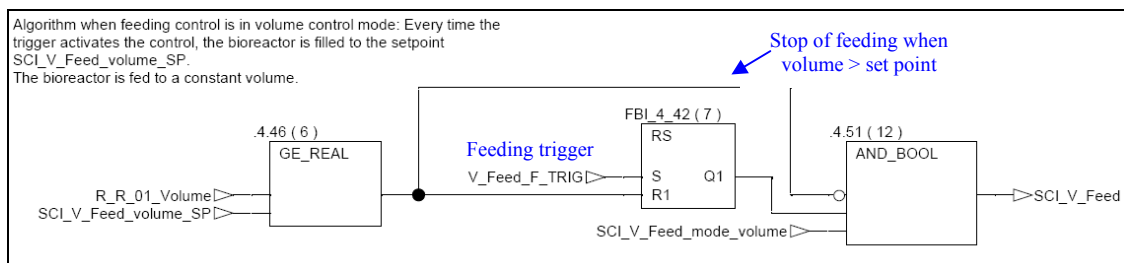 Algorithm when feeding control is in volume control mode: Every time the
trigger activates the control, the bioreactor is filled to the setpoint
SCI_V_Feed_volume_SP.
The bioreactor is fed to a constant volume.
Stop of feeding when
volume > set point
.4.46 ( 6 )
GE_REAL
R_R_01_Volume
SCI_V_Feed_volume_SP
Feeding trigger
V_Feed_F_TRIG
FBI_4_42 ( 7 )
RS
S Q1
R1
SCI_V_Feed_mode_volume
.4.51 ( 12 )
AND_BOOL
SCI_V_Feed